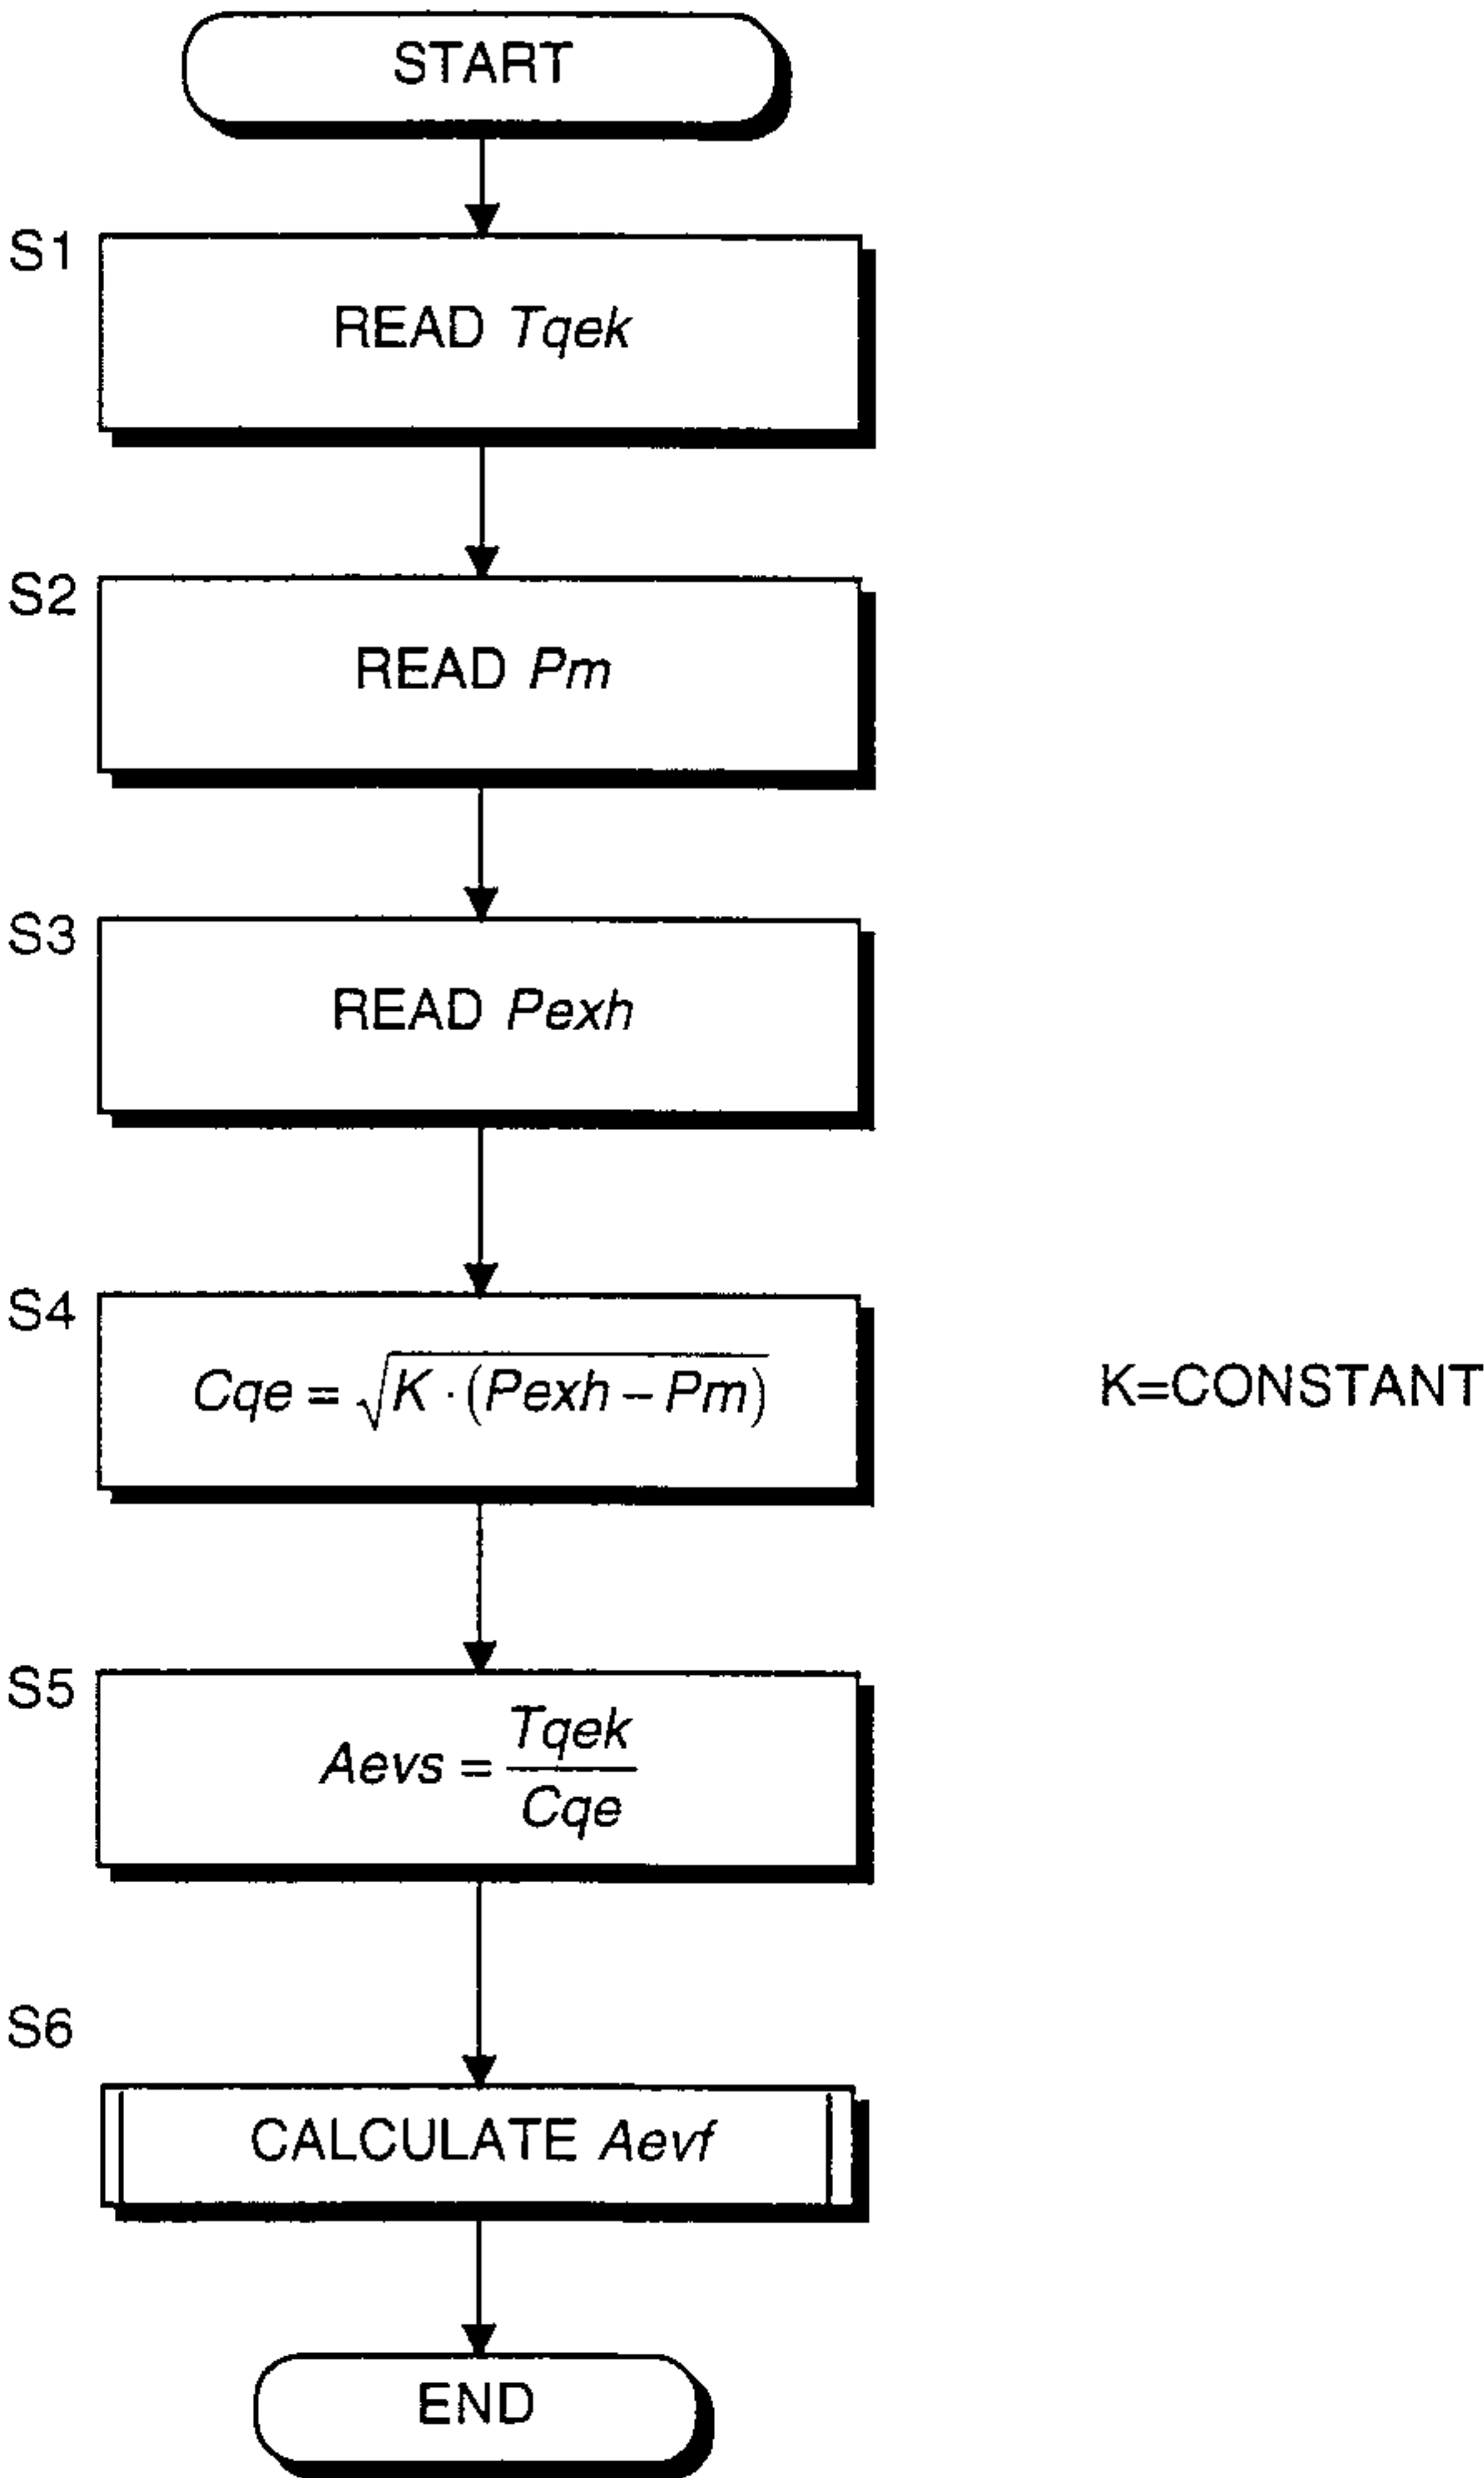 START
S1
READ Tqek
S2
READ Pm
S3
READ Pexh
S4
Cqe = √K · (Pexh – Pm)
K=CONSTANT
S5
Aevs = Tqek
Cqe
S6
CALCULATE Aevf
END